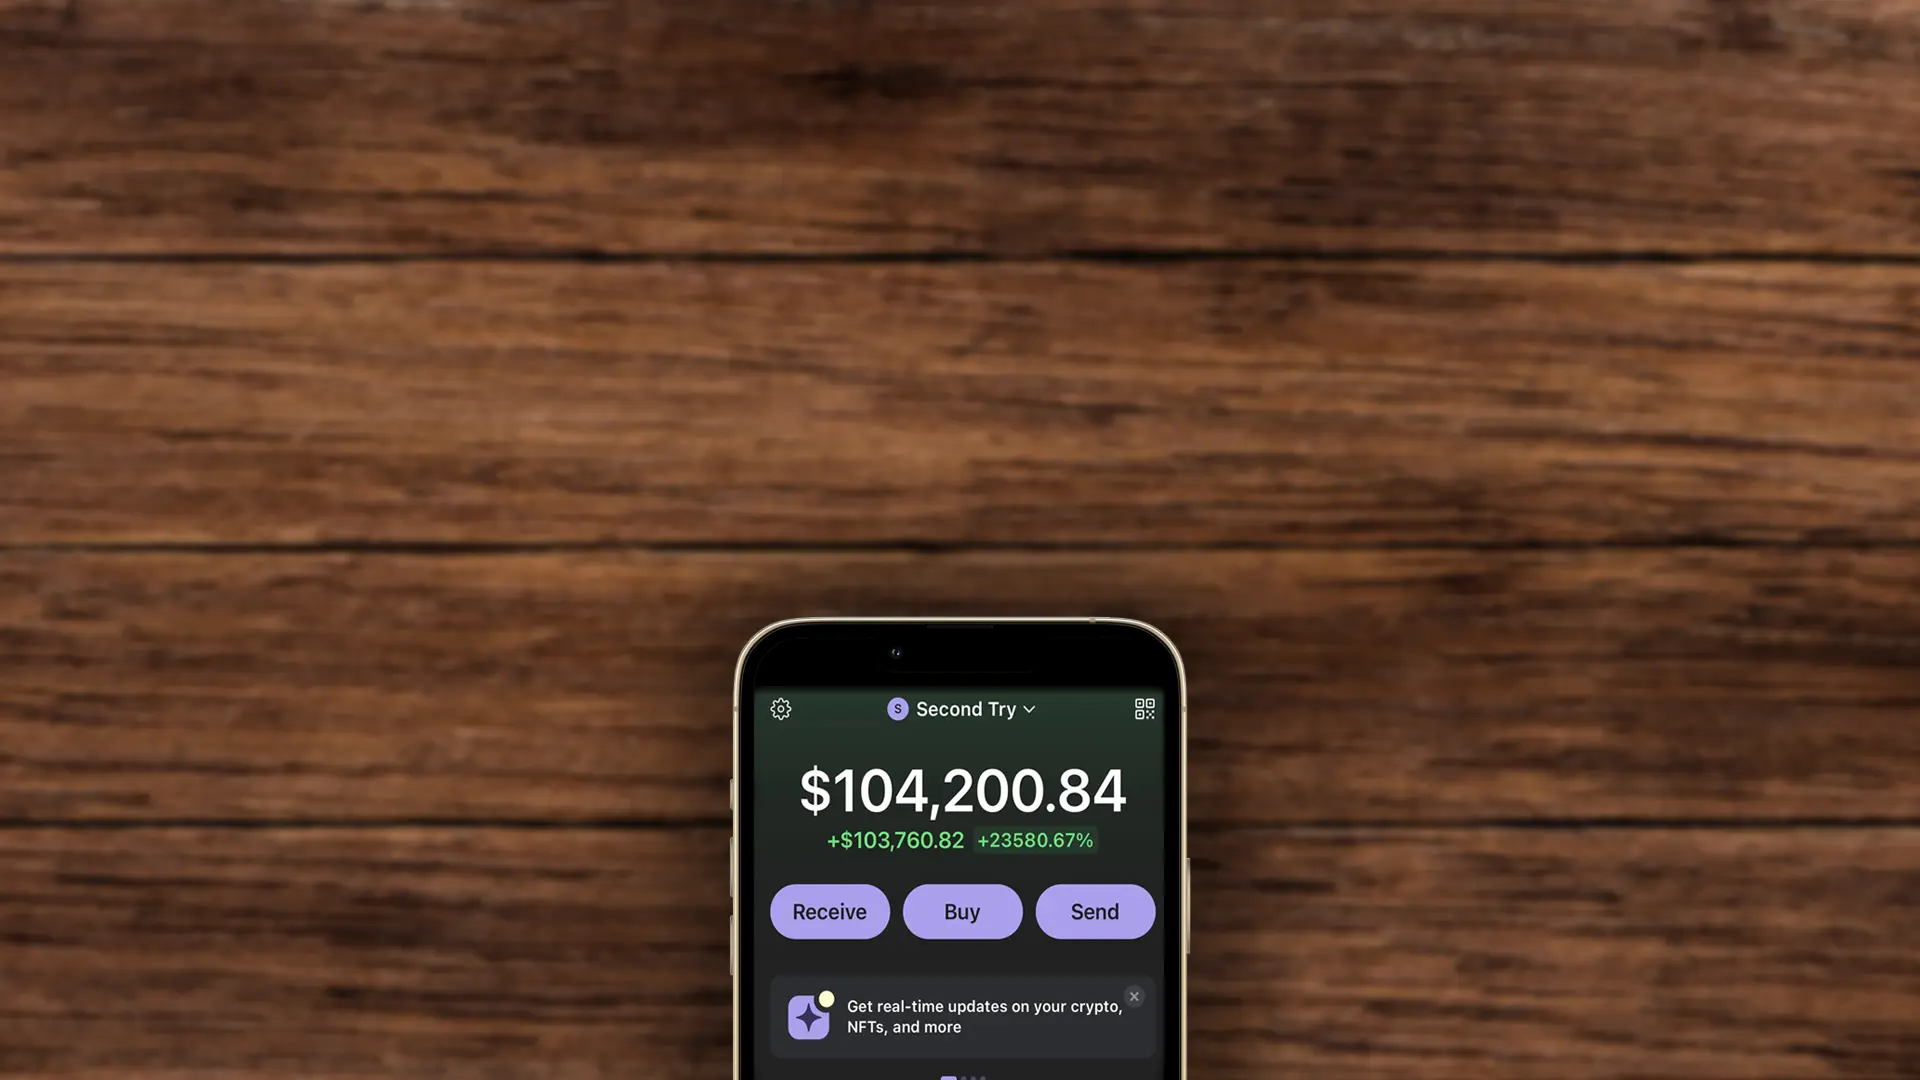 S Second Try
$104,200.84
+$103,760.82 +23580.67%
Receive Buy Send
Get real-time updates on your crypto,
NFTs, and more